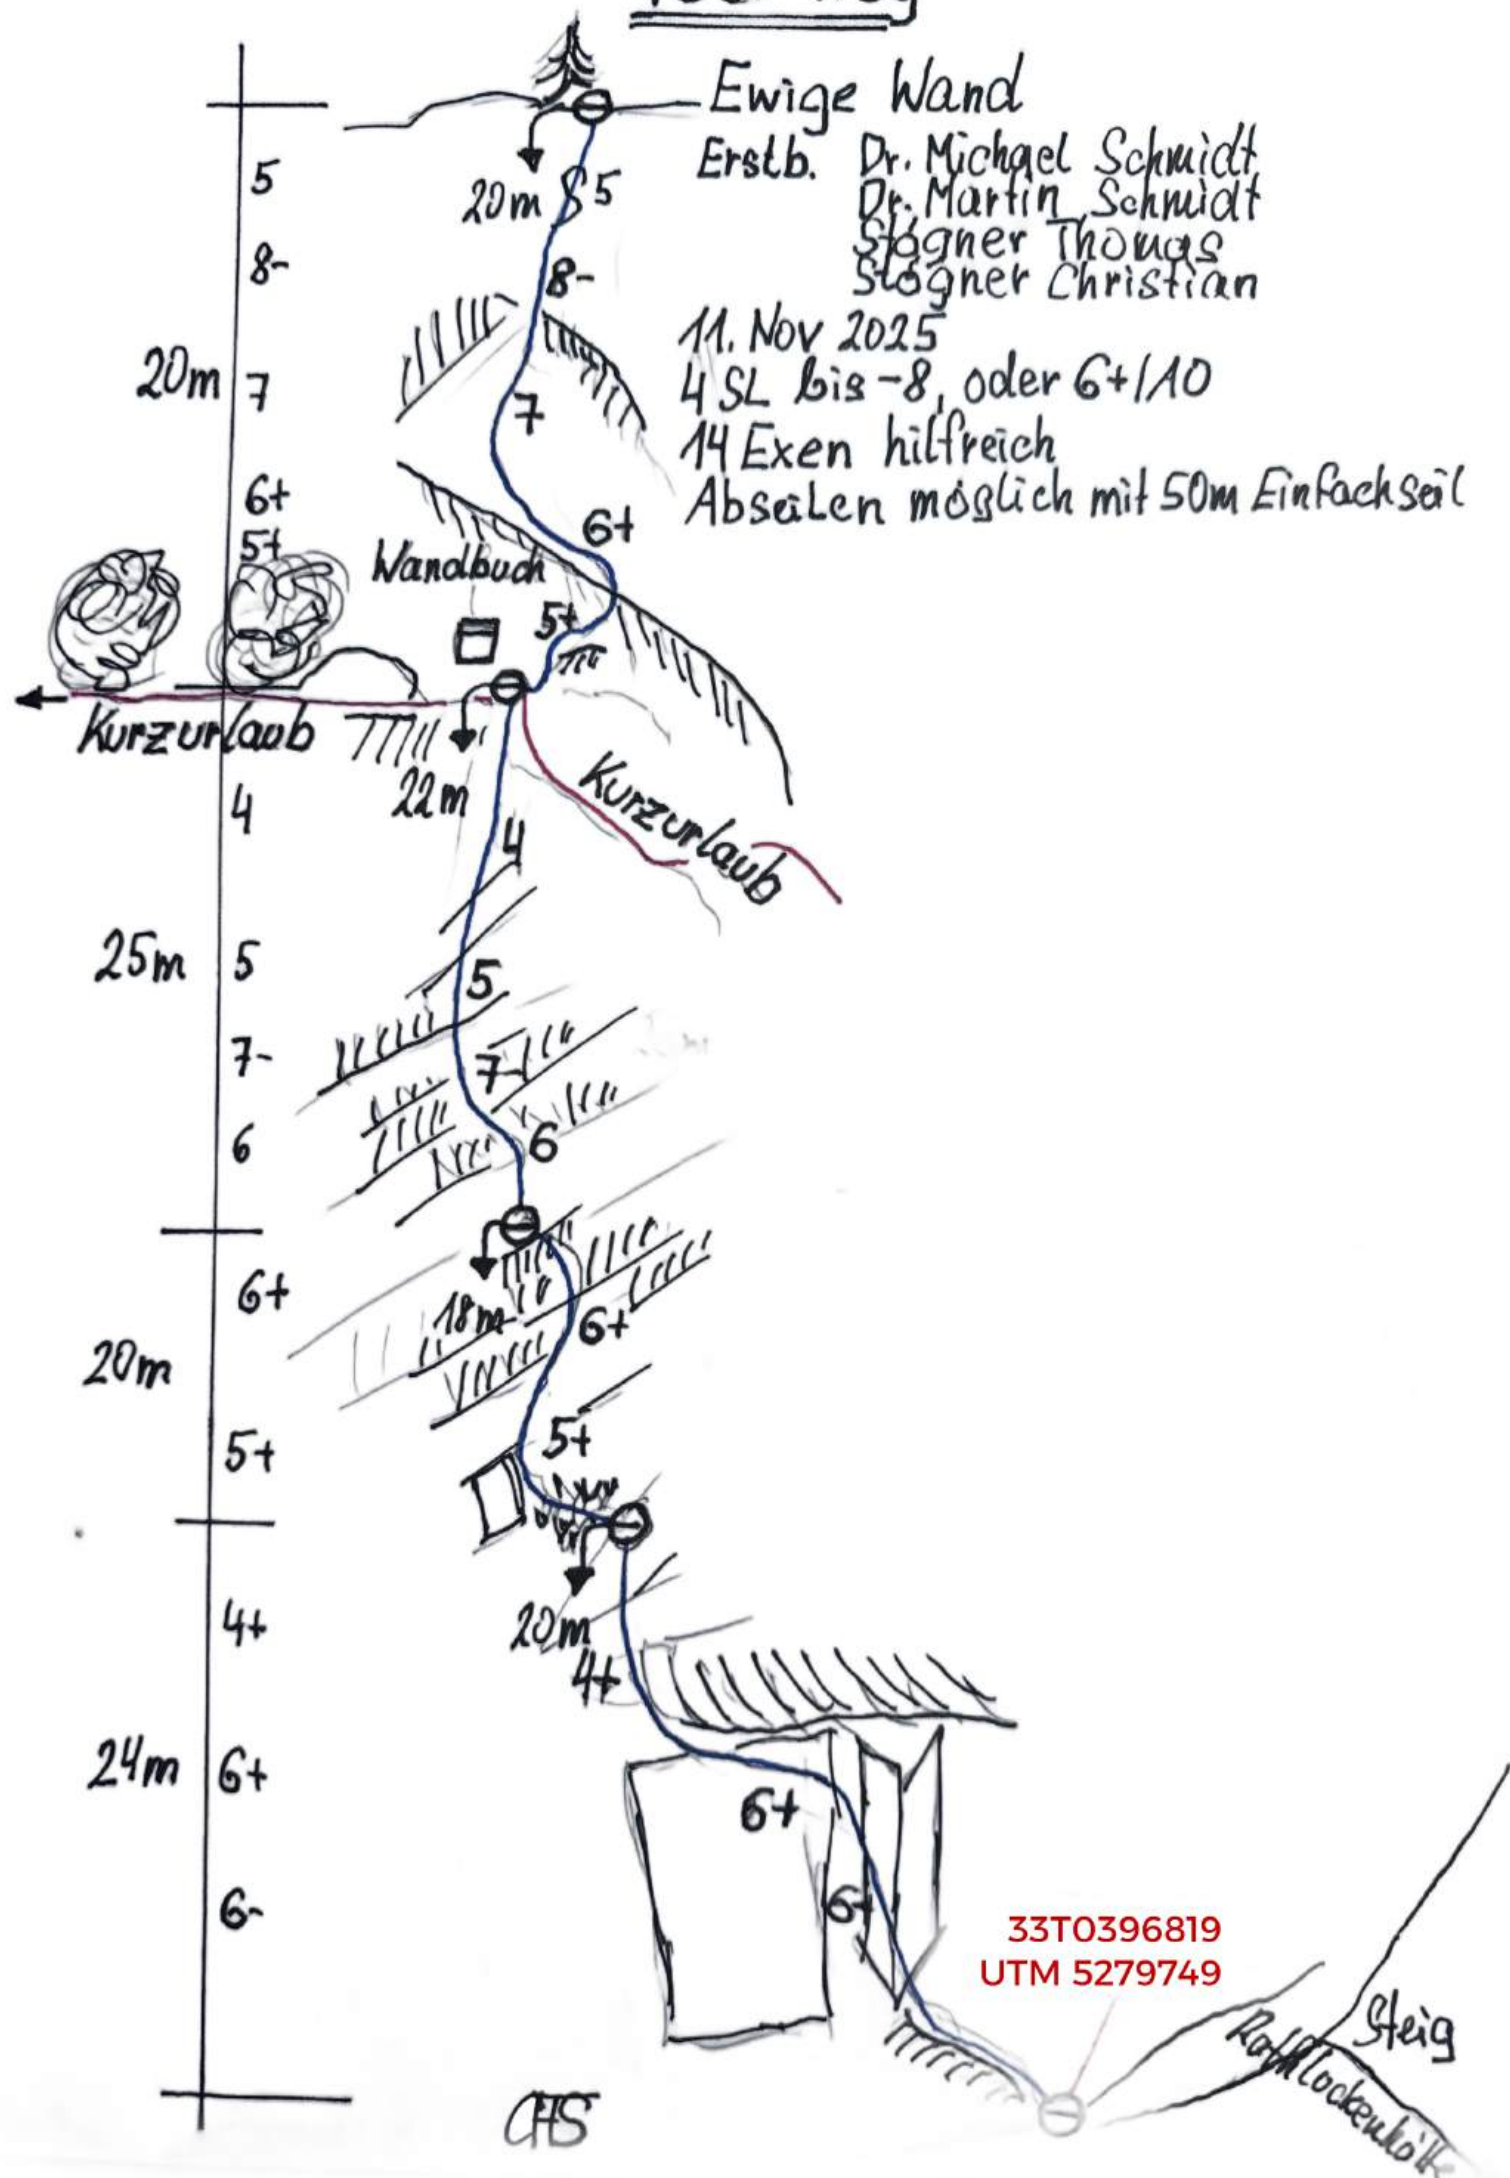 Ewige Wand
Erstb. Dr. Michael Schmidt
Dr. Martin Schmidt
Stögner Thomas
Stögner Christian
11. Nov 2025
4 SL bis -8, oder 6+/A0
14 Exen hilfreich
Abseilen möglich mit 50m Einfachseil
5
20m
5
8-
8-
20m
7
7
6+
6+
5+
Wandbuch
5+
Kurzurlaub
22m
Kurzurlaub
4
4
25m
5
5
7-
7-
6
6
6+
18m
6+
20m
5+
5+
4+
20m
4+
24m
6+
6+
6-
6+
33T0396819
UTM 5279749
Steig
CHS